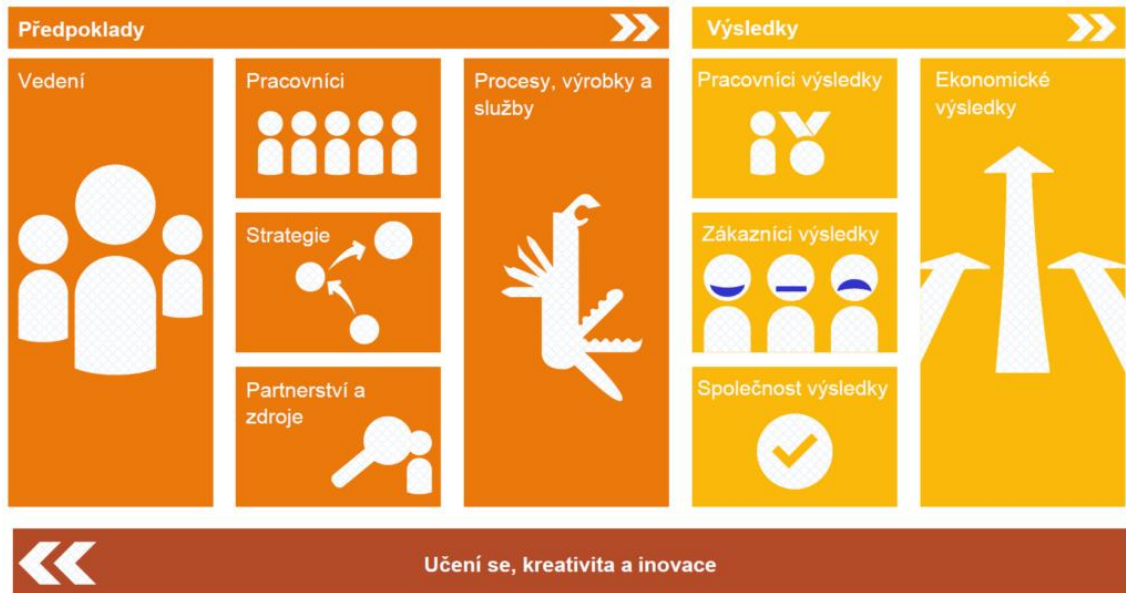 Předpoklady
Výsledky
Vedení
Pracovníci
Procesy, výrobky a
služby
Pracovníci výsledky
Ekonomické
výsledky
Strategie
Zákazníci výsledky
Partnerství a
zdroje
Společnost výsledky
Učení se, kreativita a inovace